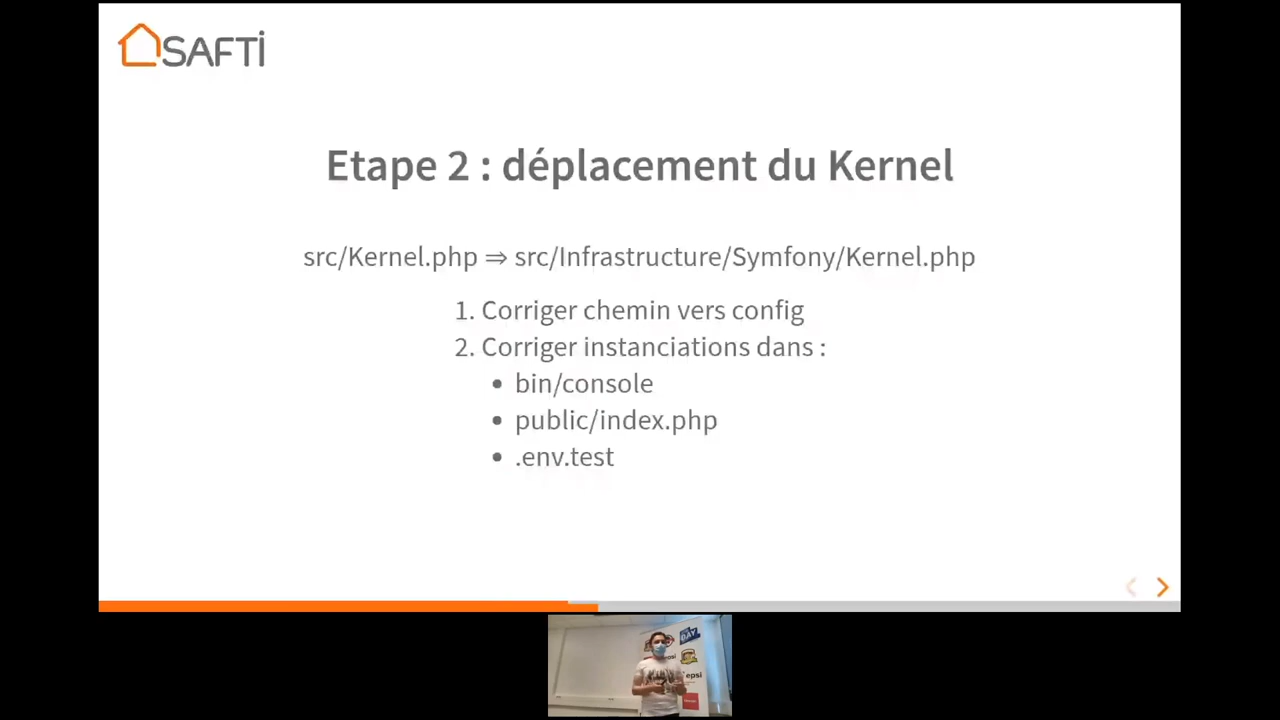 SAFTI
Etape 2 : déplacement du Kernel
src/Kernel.php ⇒ src/Infrastructure/Symfony/Kernel.php
1. Corriger chemin vers config
2. Corriger instanciations dans :
• bin/console
• public/index.php
• .env.test
epsi